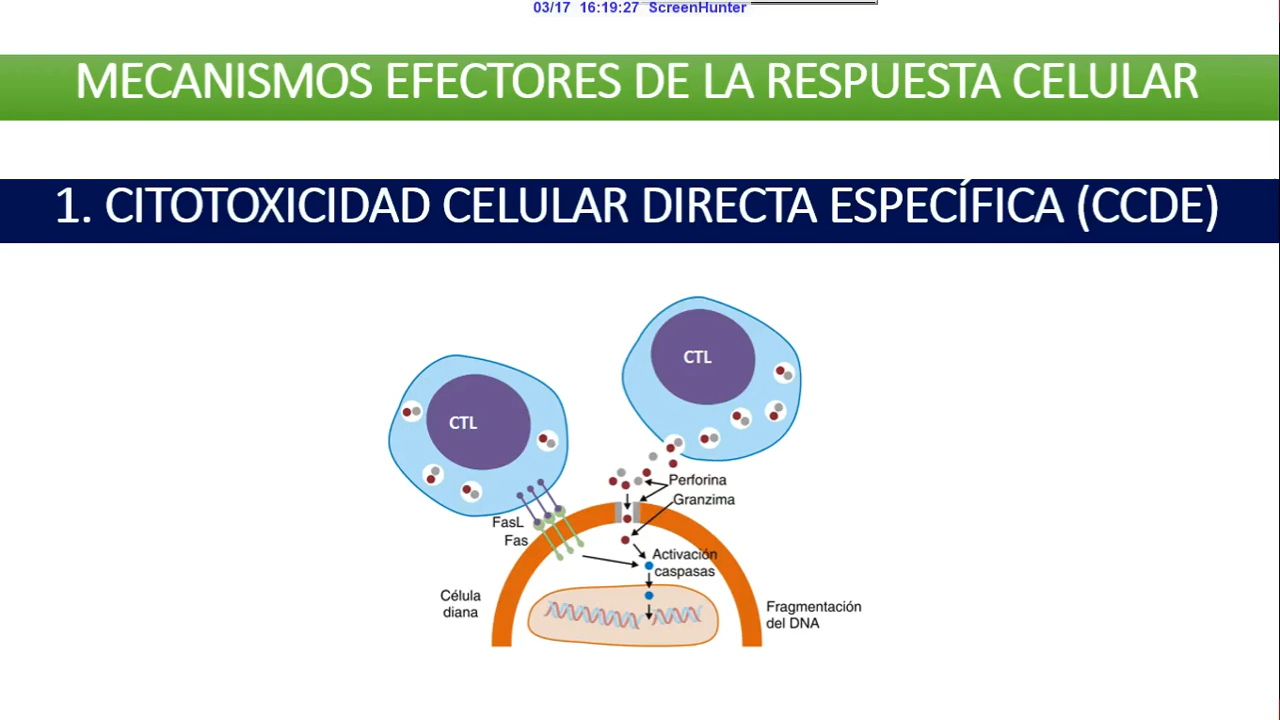 03/17 16:19:27 ScreenHunter
MECANISMOS EFECTORES DE LA RESPUESTA CELULAR
1. CITOTOXICIDAD CELULAR DIRECTA ESPECÍFICA (CCDE)
CTL
CTL
Perforina
Granzima
FasL
Fas
Activación
caspasas
Célula
diana
Fragmentación
del DNA